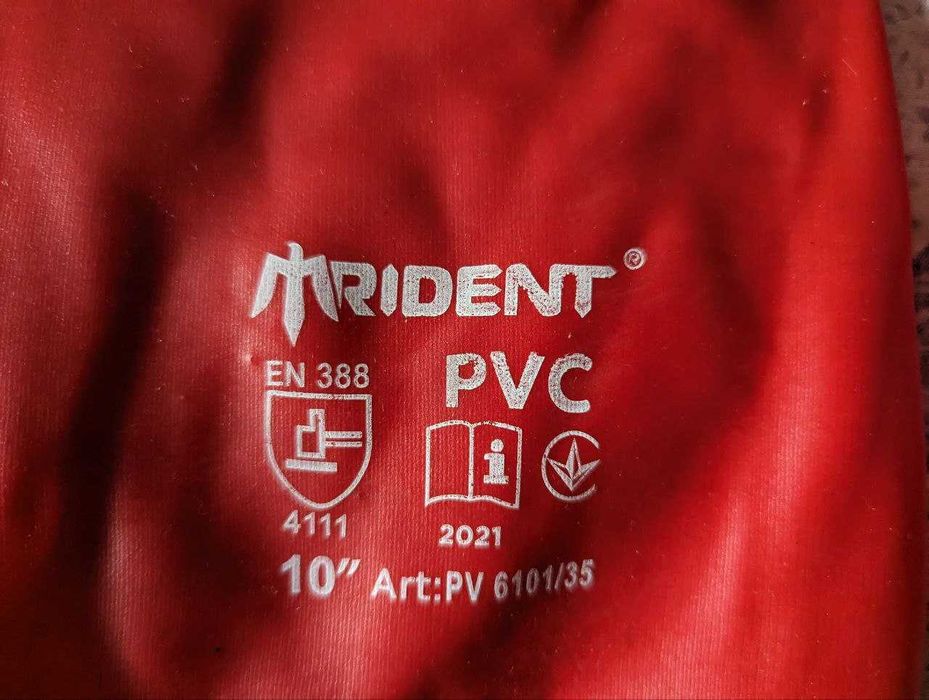 TRIDENT®
EN 388
PVC
i
4111
2021
10” Art:PV 6101/35